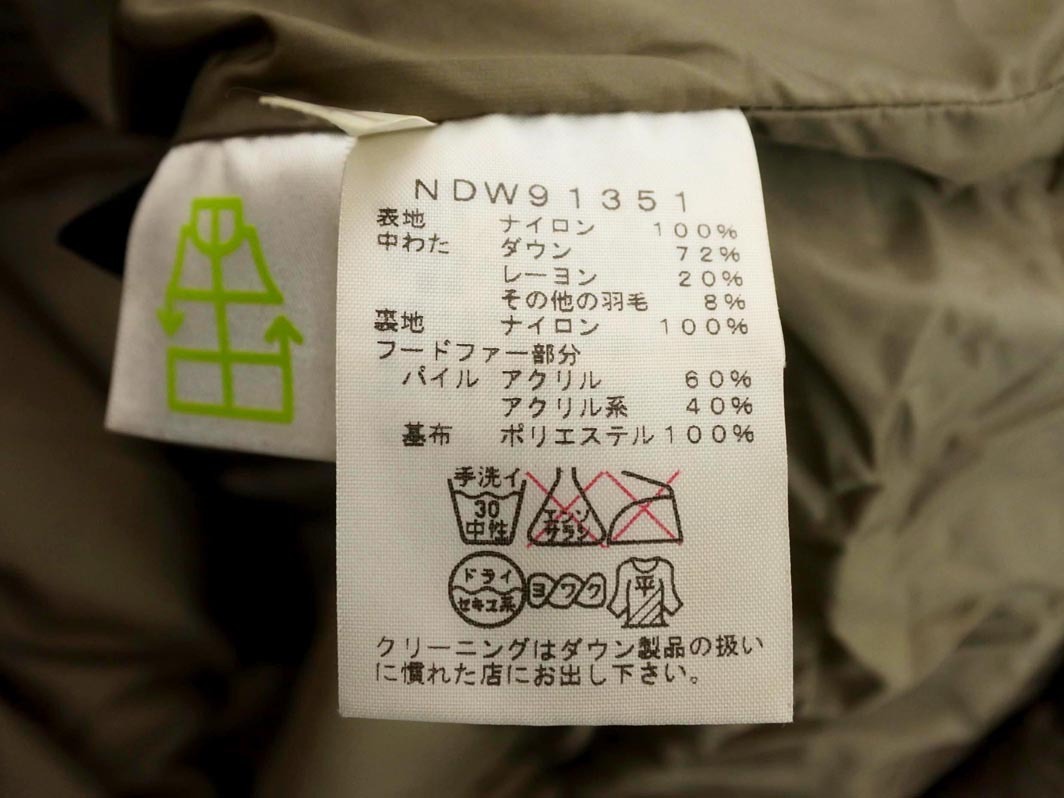 NDW91351
表地 ナイロン 100%
中わた ダウン 72%
レーヨン 20%
その他の羽毛 8%
裏地 ナイロン 100%
フードファー部分
パイル アクリル 60%
アクリル系 40%
基布 ポリエステル 100%
手洗イ
30
中性
エンソ
サラシ
ドライ
セキユ系
ヨワク
平
クリーニングはダウン製品の扱い
に慣れた店にお出し下さい。